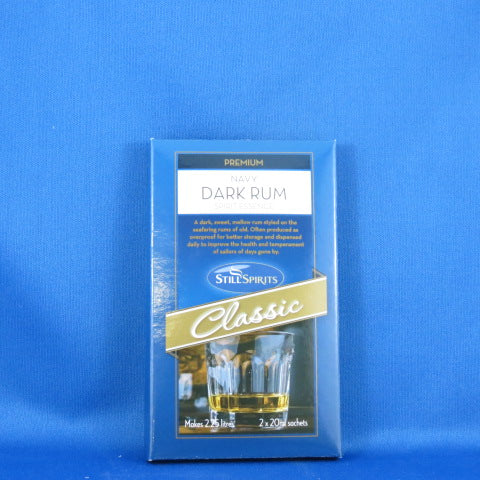 PREMIUM
NAVY
DARK RUM
SPIRIT ESSENCE
A dark, sweet, mellow rum styled on the
seafaring rums of old. Often produced as
overproof for better storage and dispensed
daily to improve the health and temperament
of sailors of days gone by.
STILL SPIRITS
Classic
Makes 2.25 litres
2 x 20ml sachets